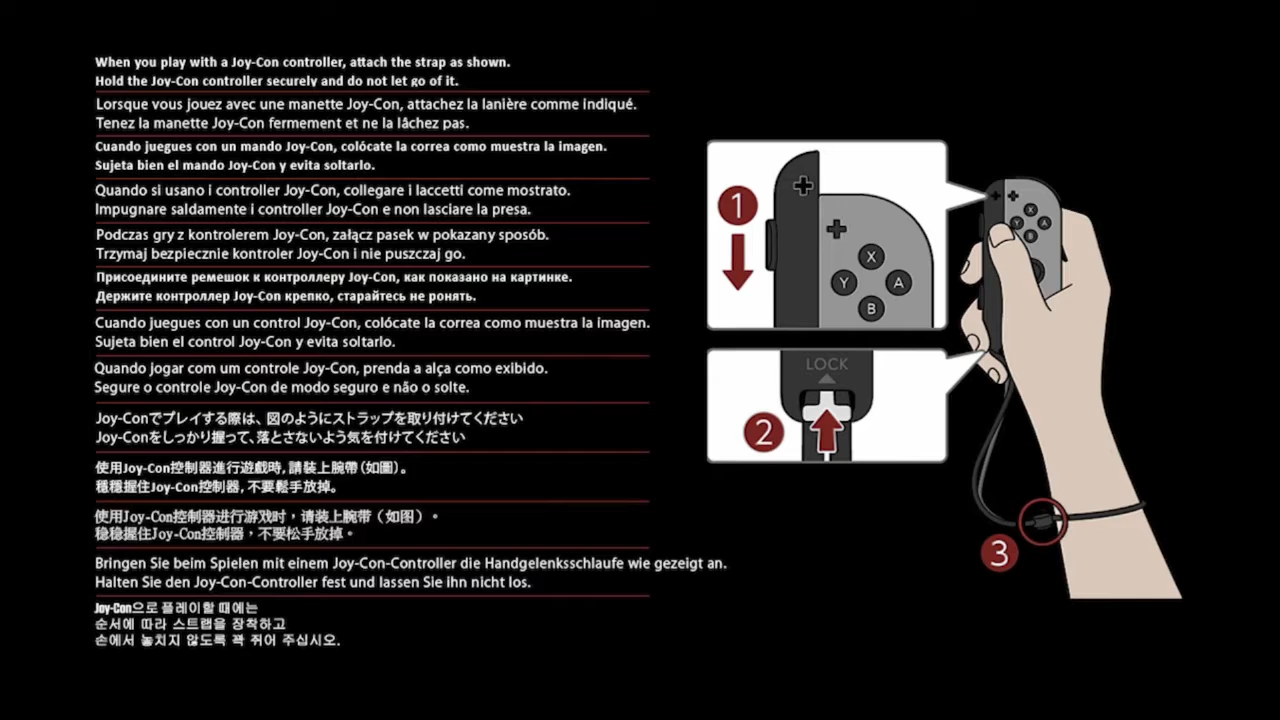 When you play with a Joy-Con controller, attach the strap as shown.
Hold the Joy-Con controller securely and do not let go of it.
Lorsque vous jouez avec une manette Joy-Con, attachez la lanière comme indiqué.
Tenez la manette Joy-Con fermement et ne la lâchez pas.
Cuando juegues con un mando Joy-Con, colócate la correa como muestra la imagen.
Sujeta bien el mando Joy-Con y evita soltarlo.
Quando si usano i controller Joy-Con, collegare i laccetti come mostrato.
Impugnare saldamente i controller Joy-Con e non lasciare la presa.
Podczas gry z kontrolerem Joy-Con, załącz pasek w pokazany sposób.
Trzymaj bezpiecznie kontroler Joy-Con i nie puszczaj go.
Присоедините ремешок к контроллеру Joy-Con, как показано на картинке.
Держите контроллер Joy-Con крепко, старайтесь не ронять.
Cuando juegues con un control Joy-Con, colócate la correa como muestra la imagen.
Sujeta bien el control Joy-Con y evita soltarlo.
Quando jogar com um controle Joy-Con, prenda a alça como exibido.
Segure o controle Joy-Con de modo seguro e não o solte.
Joy-Conでプレイする際は、図のようにストラップを取り付けてください
Joy-Conをしっかり握って、落とさないよう気を付けてください
使用Joy-Con控制器進行遊戲時,請裝上腕帶(如圖)。
穩穩握住Joy-Con控制器,不要鬆手放掉。
使用Joy-Con控制器进行游戏时，请装上腕带（如图）。
稳稳握住Joy-Con控制器，不要松手放掉。
Bringen Sie beim Spielen mit einem Joy-Con-Controller die Handgelenksschlaufe wie gezeigt an.
Halten Sie den Joy-Con-Controller fest und lassen Sie ihn nicht los.
Joy-Con으로 플레이할 때에는
순서에 따라 스트랩을 장착하고
손에서 놓치지 않도록 꽉 쥐어 주십시오.
1
X
Y A
B
LOCK
2
X
Y A
B
3